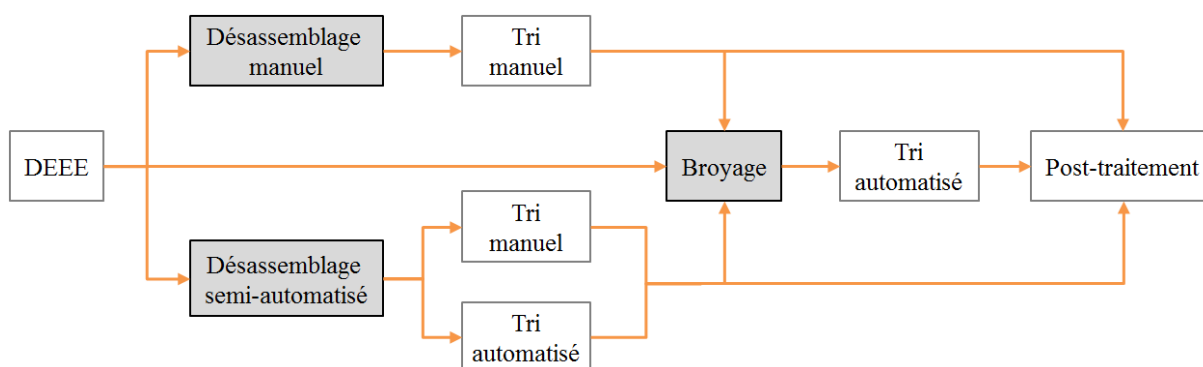 Désassemblage
manuel
Tri
manuel
DEEE
Broyage
Tri
automatisé
Post-traitement
Tri
manuel
Désassemblage
semi-automatisé
Tri
automatisé